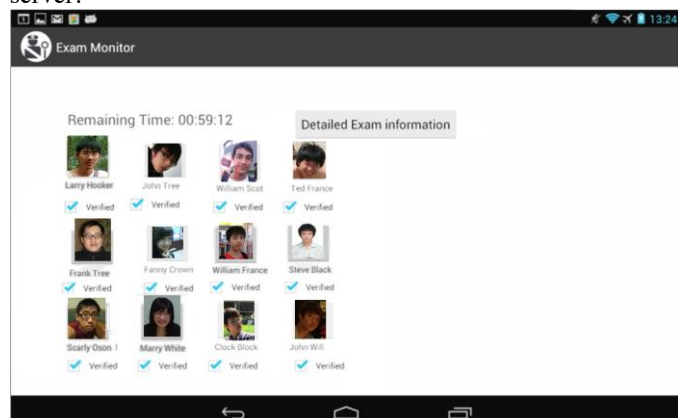 server.
13:24
Exam Monitor
Remaining Time: 00:59:12
Detailed Exam information
Larry Hooker John Tree William Scot Ted France
Verified Verified Verified Verified
Frank Tree Fanny Crown William France Steve Black
Verified Verified Verified Verified
Scarly Oson 1 Marry White Clock Block John Will
Verified Verified Verified Verified